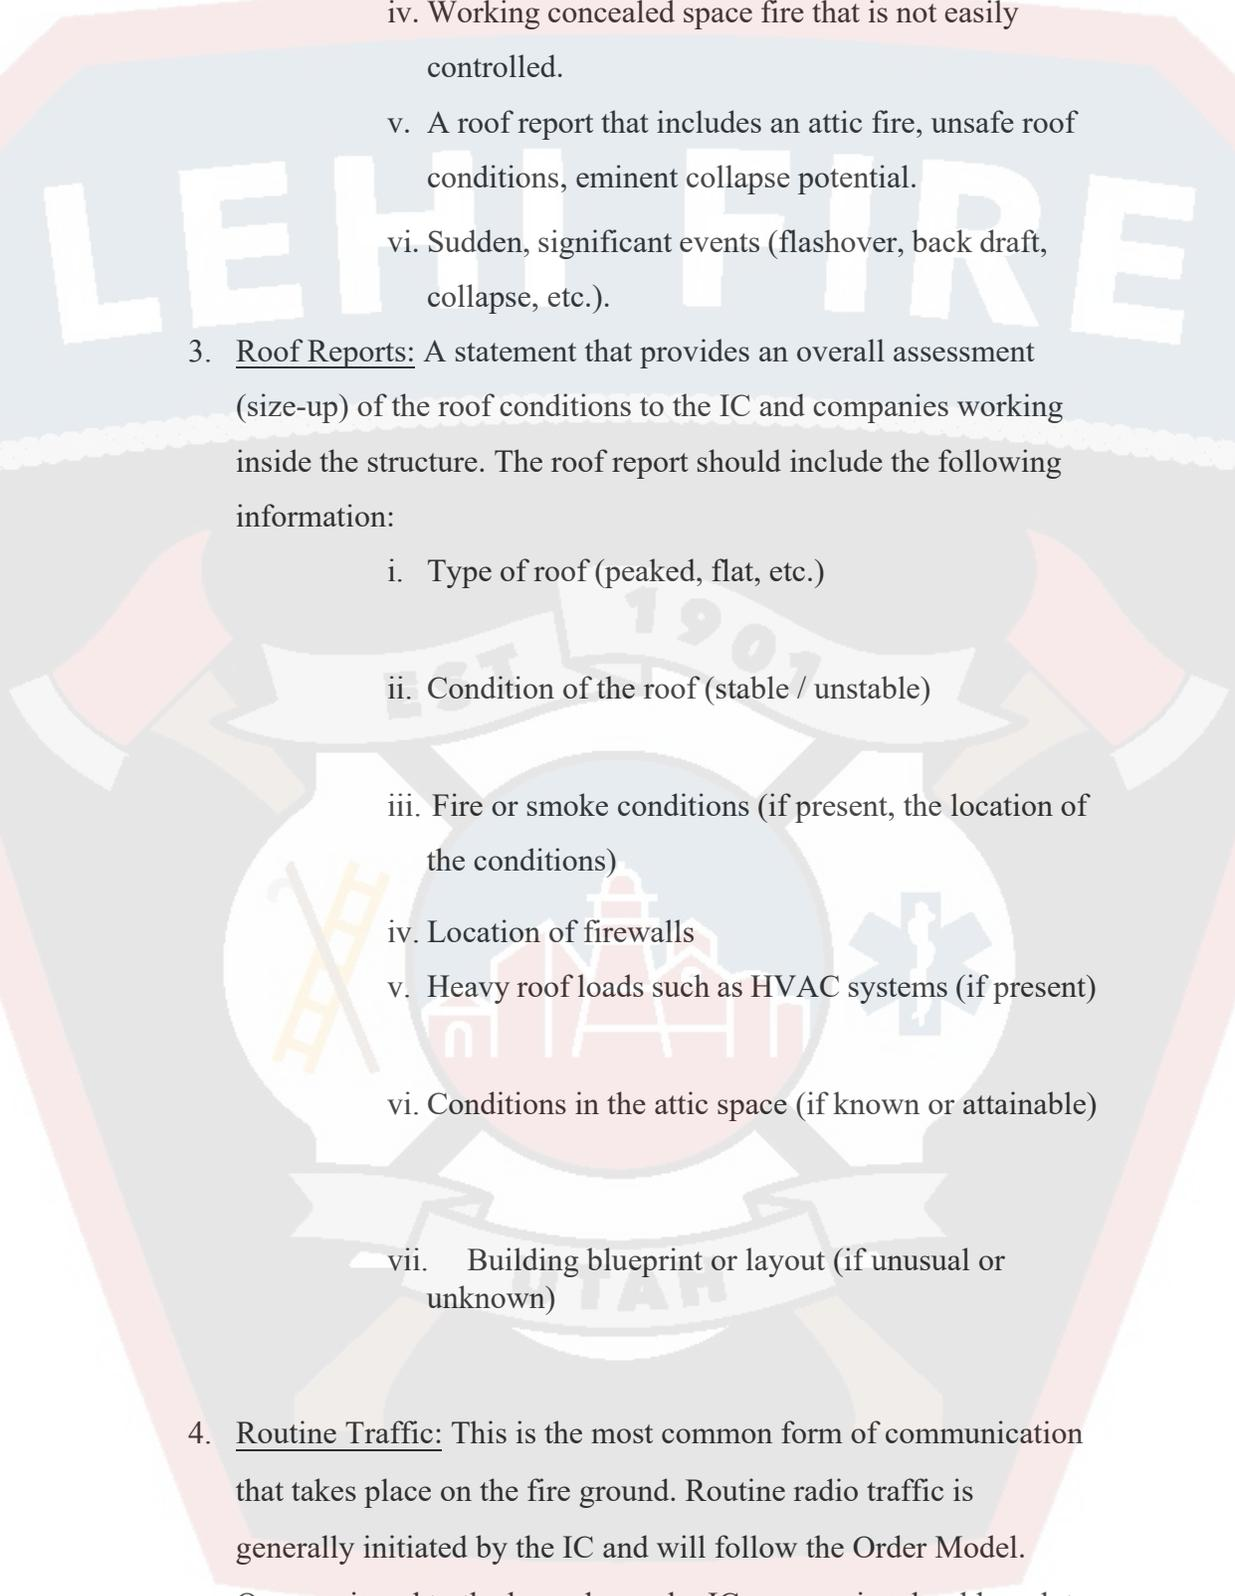 iv. Working concealed space fire that is not easily
controlled.
v. A roof report that includes an attic fire, unsafe roof
conditions, eminent collapse potential.
LEHI FIRE
vi. Sudden, significant events (flashover, back draft,
collapse, etc.).
3. Roof Reports: A statement that provides an overall assessment
(size-up) of the roof conditions to the IC and companies working
inside the structure. The roof report should include the following
information:
i. Type of roof (peaked, flat, etc.)
EST 1901
ii. Condition of the roof (stable / unstable)
iii. Fire or smoke conditions (if present, the location of
the conditions)
iv. Location of firewalls
v. Heavy roof loads such as HVAC systems (if present)
vi. Conditions in the attic space (if known or attainable)
vii. Building blueprint or layout (if unusual or
unknown)
UTAH
4. Routine Traffic: This is the most common form of communication
that takes place on the fire ground. Routine radio traffic is
generally initiated by the IC and will follow the Order Model.